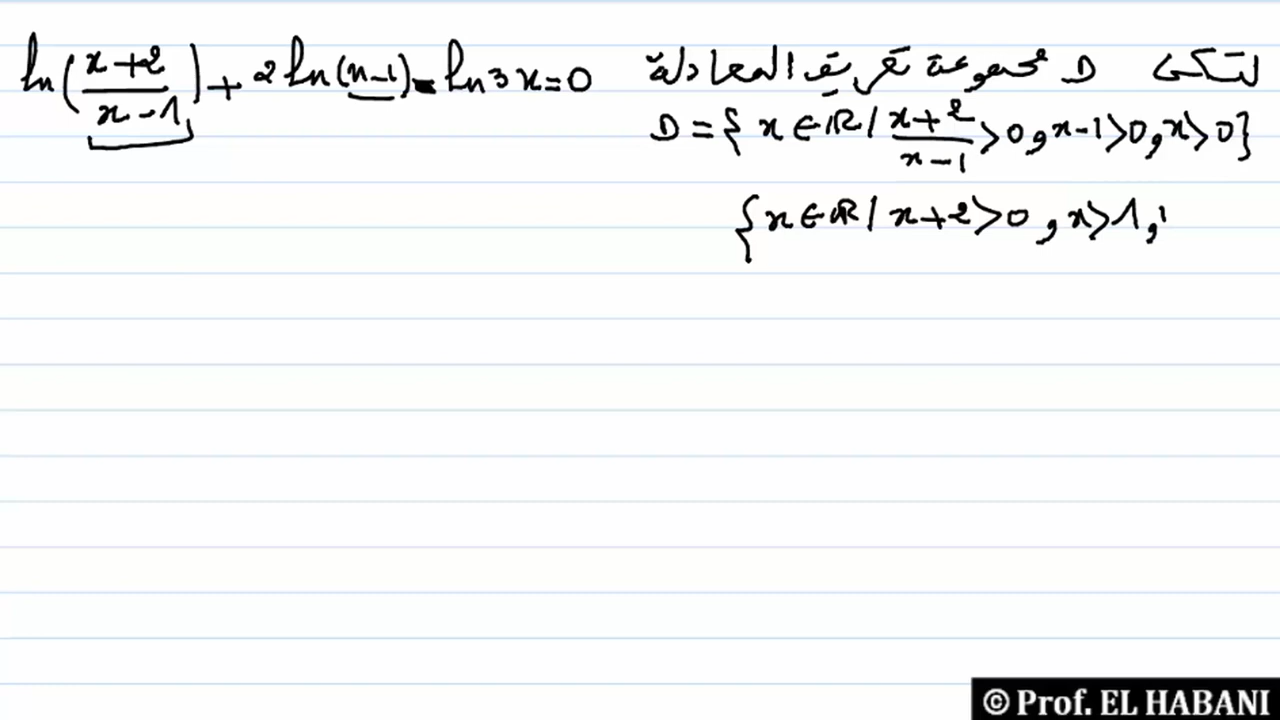 ln((x+2)/(x-1)) + 2ln(x-1) - ln3x=0
لتكن D مجموعة تعريف المعادلة
D={x∈ℝ/(x+2)/(x-1)>0, x-1>0, x>0}
{x∈ℝ/x+2>0, x>1,
© Prof. EL HABANI